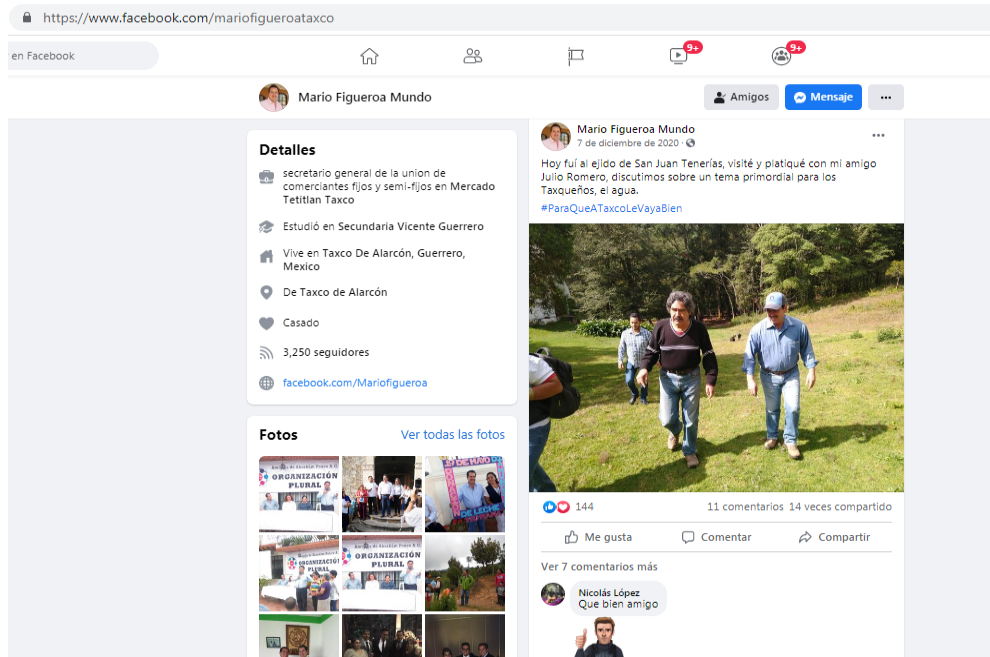 https://www.facebook.com/mariofigueroataxco
en Facebook
9+
9+
Mario Figueroa Mundo
Amigos
Mensaje
Detalles
secretario general de la union de
comerciantes fijos y semi-fijos en Mercado
Tetitlan Taxco
Estudió en Secundaria Vicente Guerrero
Vive en Taxco De Alarcón, Guerrero,
Mexico
De Taxco de Alarcón
Casado
3,250 seguidores
facebook.com/Mariofigueroa
Fotos
Ver todas las fotos
ORGANIZACIÓN
PLURAL
DE MAYO
DE LECHE
ORGANIZACIÓN
PLURAL
ORGANIZACIÓN
PLURAL
Mario Figueroa Mundo
7 de diciembre de 2020
Hoy fuí al ejido de San Juan Tenerías, visité y platiqué con mi amigo
Julio Romero, discutimos sobre un tema primordial para los
Taxqueños, el agua.
#ParaQueATaxcoLeVayaBien
144
11 comentarios 14 veces compartido
Me gusta
Comentar
Compartir
Ver 7 comentarios más
Nicolás López
Que bien amigo